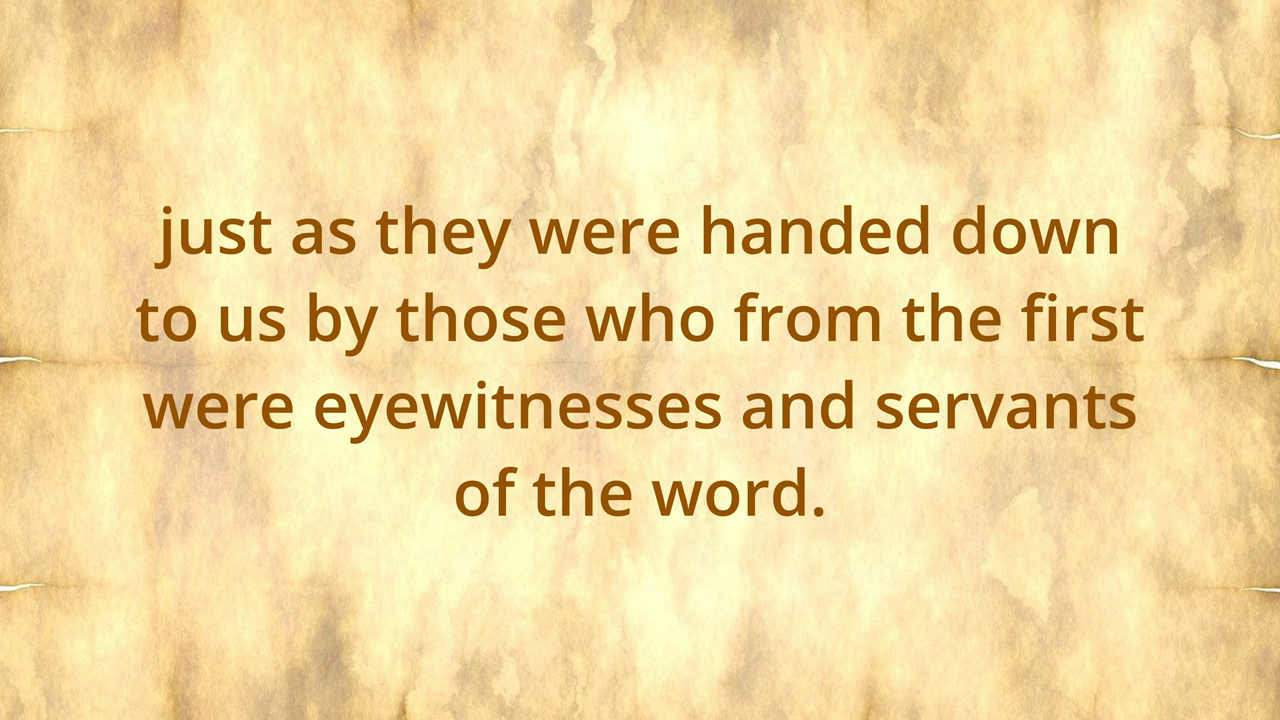 just as they were handed down
to us by those who from the first
were eyewitnesses and servants
of the word.